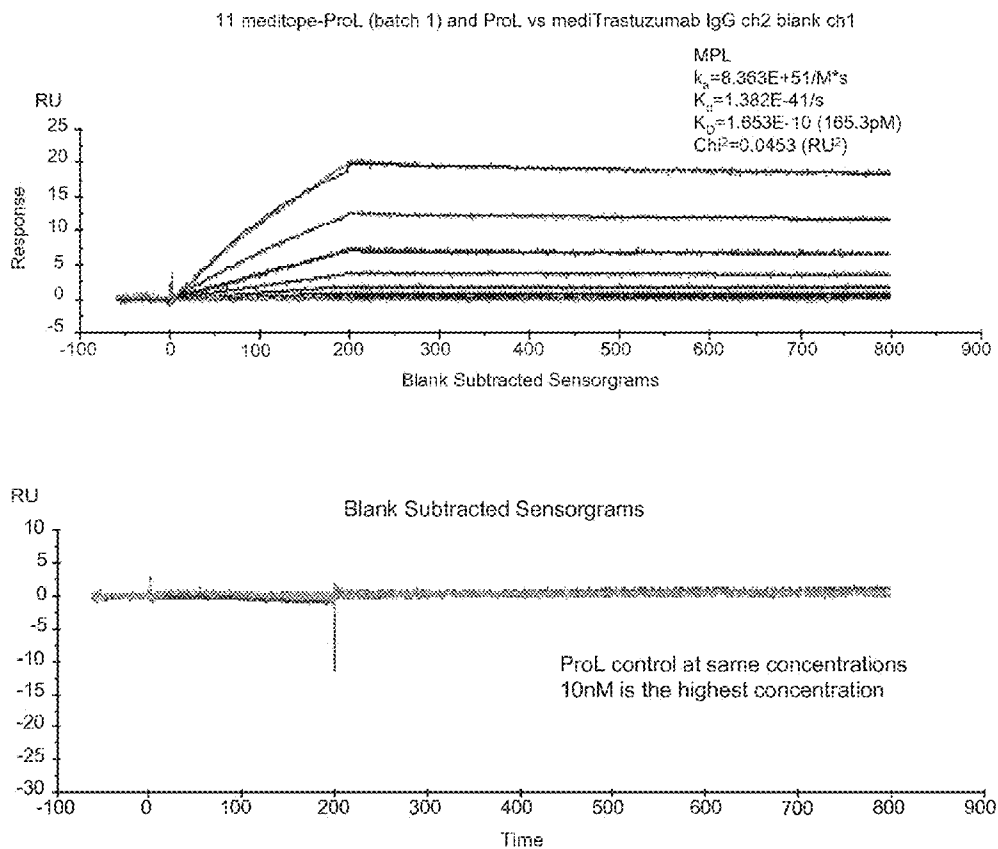 11 meditope-ProL (batch 1) and ProL vs mediTrastuzumab IgG ch2 blank ch1
MPL
kₐ=8.363E+51/M*s
K_d=1.382E-41/s
K_D=1.653E-10 (165.3pM)
Chi²=0.0453 (RU²)
RU
25
20
15
10
5
0
-5
Response
-100 0 100 200 300 400 500 600 700 800 900
Blank Subtracted Sensorgrams
RU
Blank Subtracted Sensorgrams
10
5
0
-5
-10
-15
-20
-25
-30
ProL control at same concentrations
10nM is the highest concentration
-100 0 100 200 300 400 500 600 700 800 900
Time